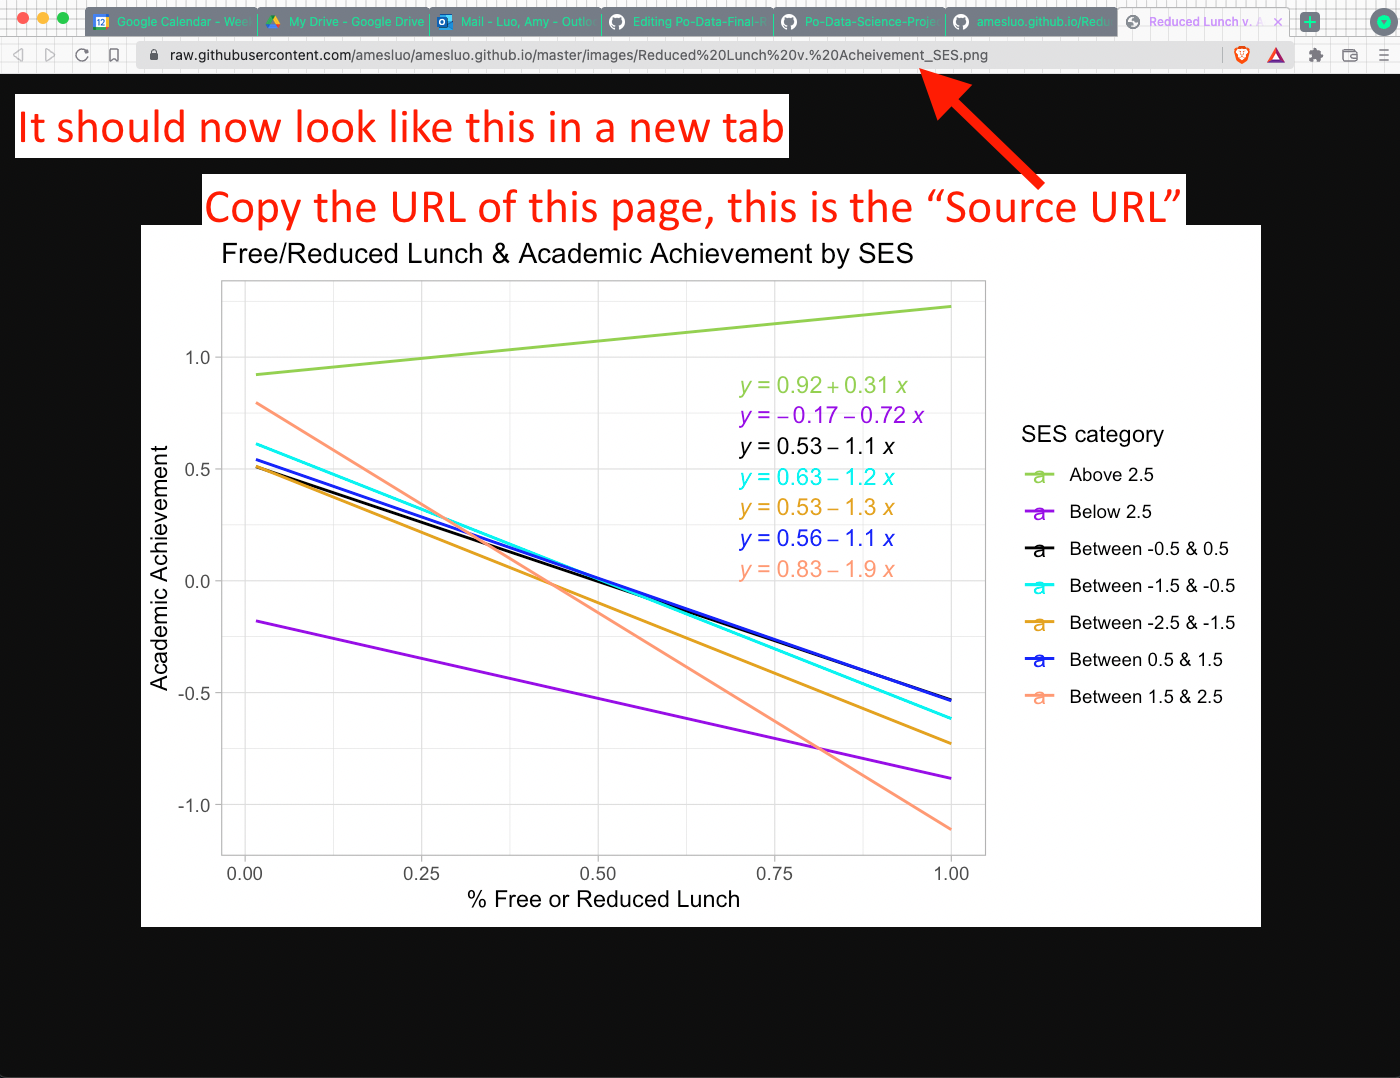 Google Calendar - Wee
My Drive - Google Drive
Mail - Luo, Amy - Outlo
Editing Po-Data-Final-R
Po-Data-Science-Proje
amesluo.github.io/Redu
Reduced Lunch v. A
raw.githubusercontent.com/amesluo/amesluo.github.io/master/images/Reduced%20Lunch%20v.%20Acheivement_SES.png
It should now look like this in a new tab
Copy the URL of this page, this is the “Source URL”
Free/Reduced Lunch & Academic Achievement by SES
Academic Achievement
1.0
0.5
0.0
-0.5
-1.0
y = 0.92 + 0.31 x
y = – 0.17 – 0.72 x
y = 0.53 – 1.1 x
y = 0.63 – 1.2 x
y = 0.53 – 1.3 x
y = 0.56 – 1.1 x
y = 0.83 – 1.9 x
0.00 0.25 0.50 0.75 1.00
% Free or Reduced Lunch
SES category
a Above 2.5
a Below 2.5
a Between -0.5 & 0.5
a Between -1.5 & -0.5
a Between -2.5 & -1.5
a Between 0.5 & 1.5
a Between 1.5 & 2.5